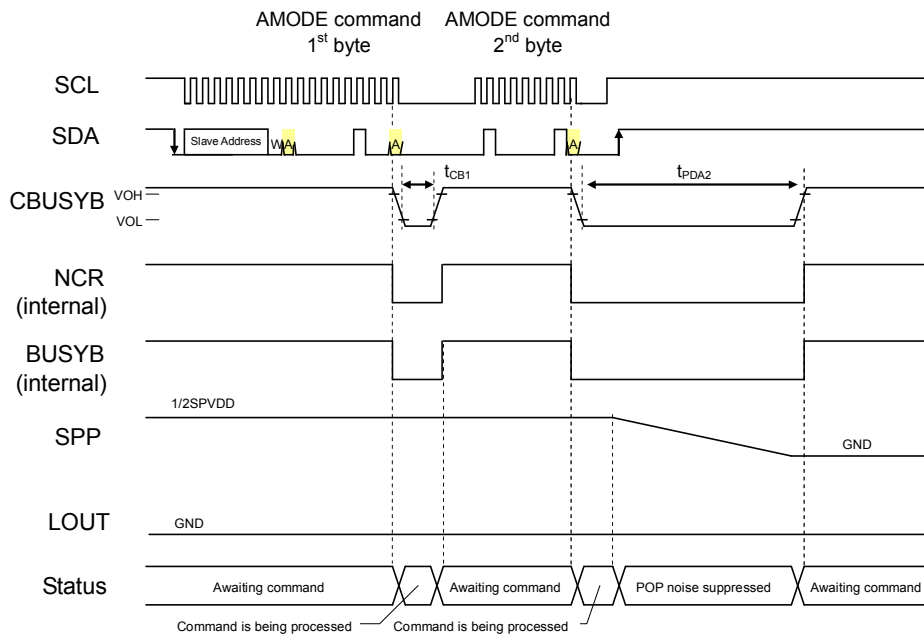 AMODE command
1st byte
AMODE command
2nd byte
SCL
SDA
Slave Address
W
A
A
A
tCB1
tPDA2
CBUSYB
VOH
VOL
NCR
(internal)
BUSYB
(internal)
1/2SPVDD
SPP
GND
LOUT
GND
Status
Awaiting command
Awaiting command
POP noise suppressed
Awaiting command
Command is being processed
Command is being processed